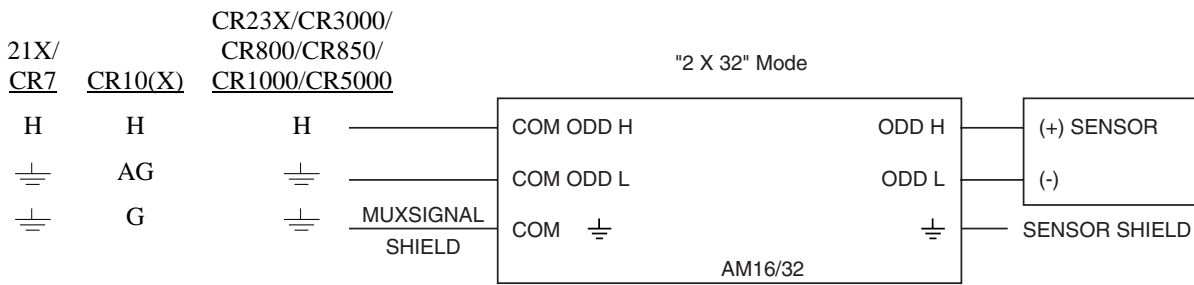 CR23X/CR3000/
21X/ CR800/CR850/
CR7 CR10(X) CR1000/CR5000
"2 X 32" Mode
H H H COM ODD H ODD H (+) SENSOR
AG COM ODD L ODD L (-)
G MUXSIGNAL COM SENSOR SHIELD
SHIELD
AM16/32